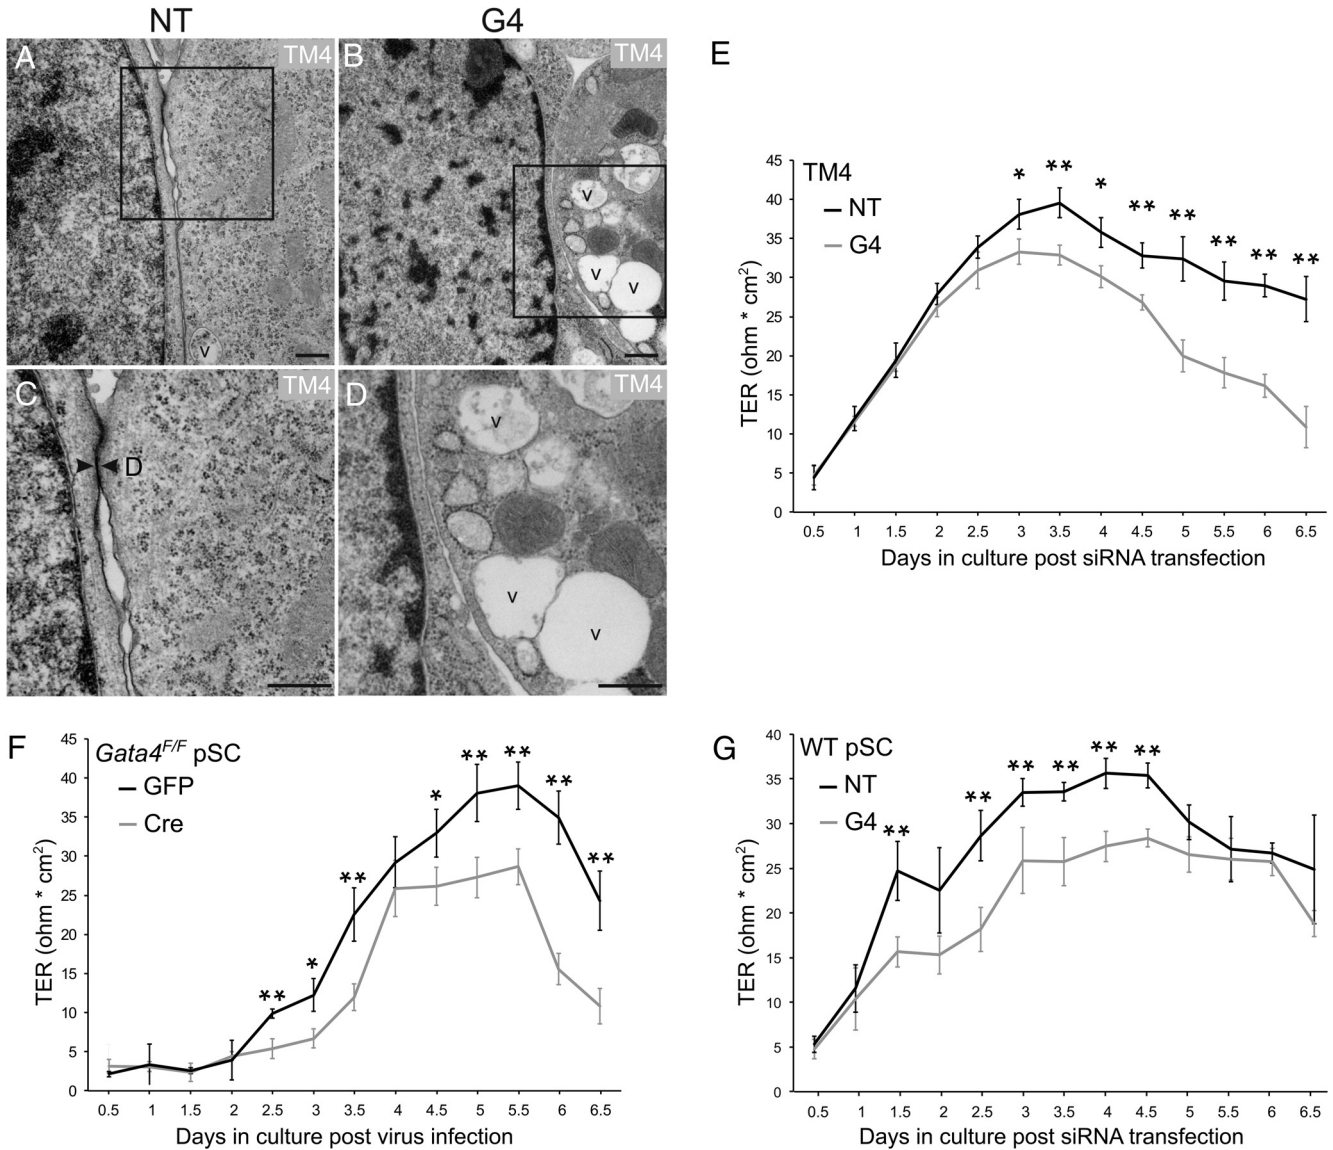 NT
G4
A
TM4
v
B
TM4
v
v
v
C
TM4
D
D
TM4
v
v
v
E
TM4
NT
G4
* ** * ** ** ** ** **
TER (ohm * cm2)
45
40
35
30
25
20
15
10
5
0
0.5 1 1.5 2 2.5 3 3.5 4 4.5 5 5.5 6 6.5
Days in culture post siRNA transfection
F
Gata4F/F pSC
GFP
Cre
** * ** * ** ** ** **
TER (ohm * cm2)
45
40
35
30
25
20
15
10
5
0
0.5 1 1.5 2 2.5 3 3.5 4 4.5 5 5.5 6 6.5
Days in culture post virus infection
G
WT pSC
NT
G4
** ** ** ** ** **
TER (ohm * cm2)
40
35
30
25
20
15
10
5
0
0.5 1 1.5 2 2.5 3 3.5 4 4.5 5 5.5 6 6.5
Days in culture post siRNA transfection